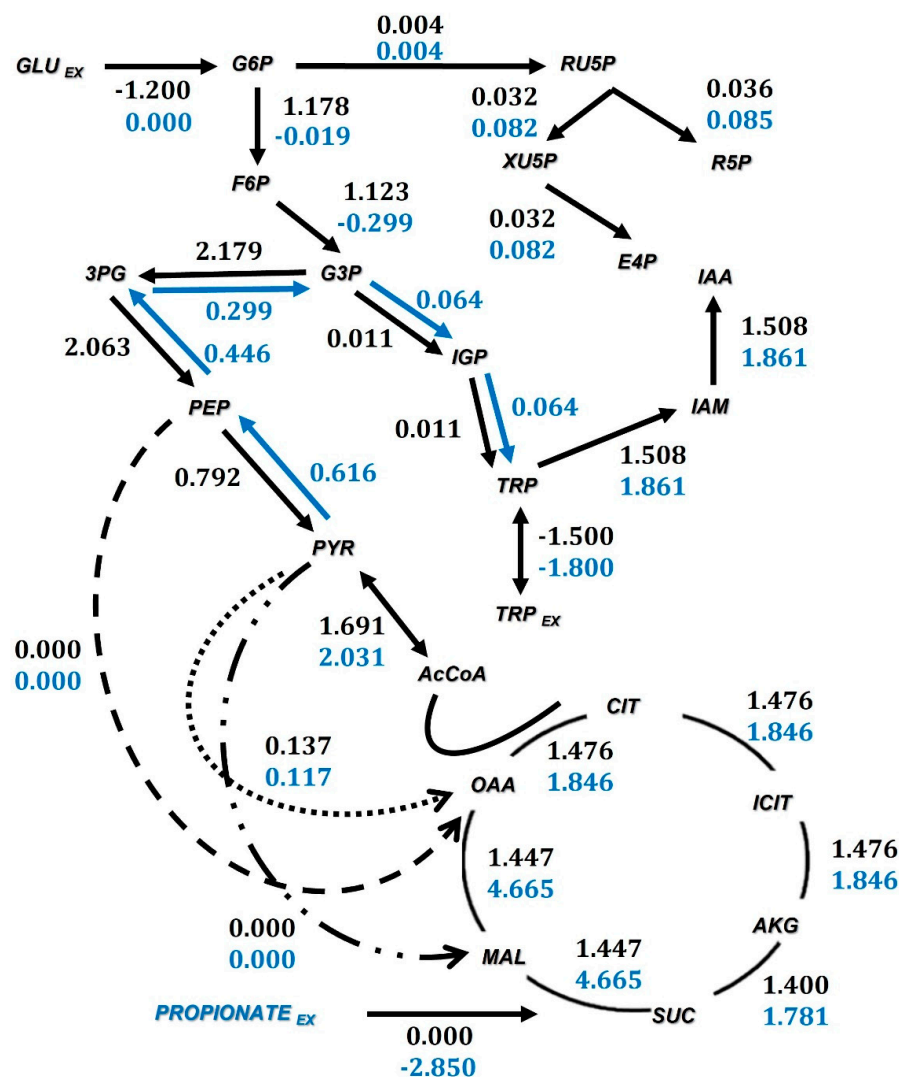 0.004
0.004
GLU EX
G6P
RU5P
-1.200
0.000
1.178
-0.019
0.032
0.082
0.036
0.085
XU5P
R5P
F6P
1.123
-0.299
0.032
0.082
2.179
3PG
G3P
E4P
IAA
0.299
0.064
2.063
0.446
0.011
IGP
1.508
1.861
PEP
0.011
0.064
IAM
0.792
0.616
1.508
1.861
TRP
PYR
-1.500
-1.800
1.691
2.031
TRP EX
0.000
0.000
AcCoA
CIT
1.476
1.846
0.137
0.117
1.476
1.846
OAA
ICIT
1.447
4.665
1.476
1.846
0.000
0.000
MAL
1.447
4.665
AKG
1.400
1.781
PROPIONATE EX
SUC
0.000
-2.850